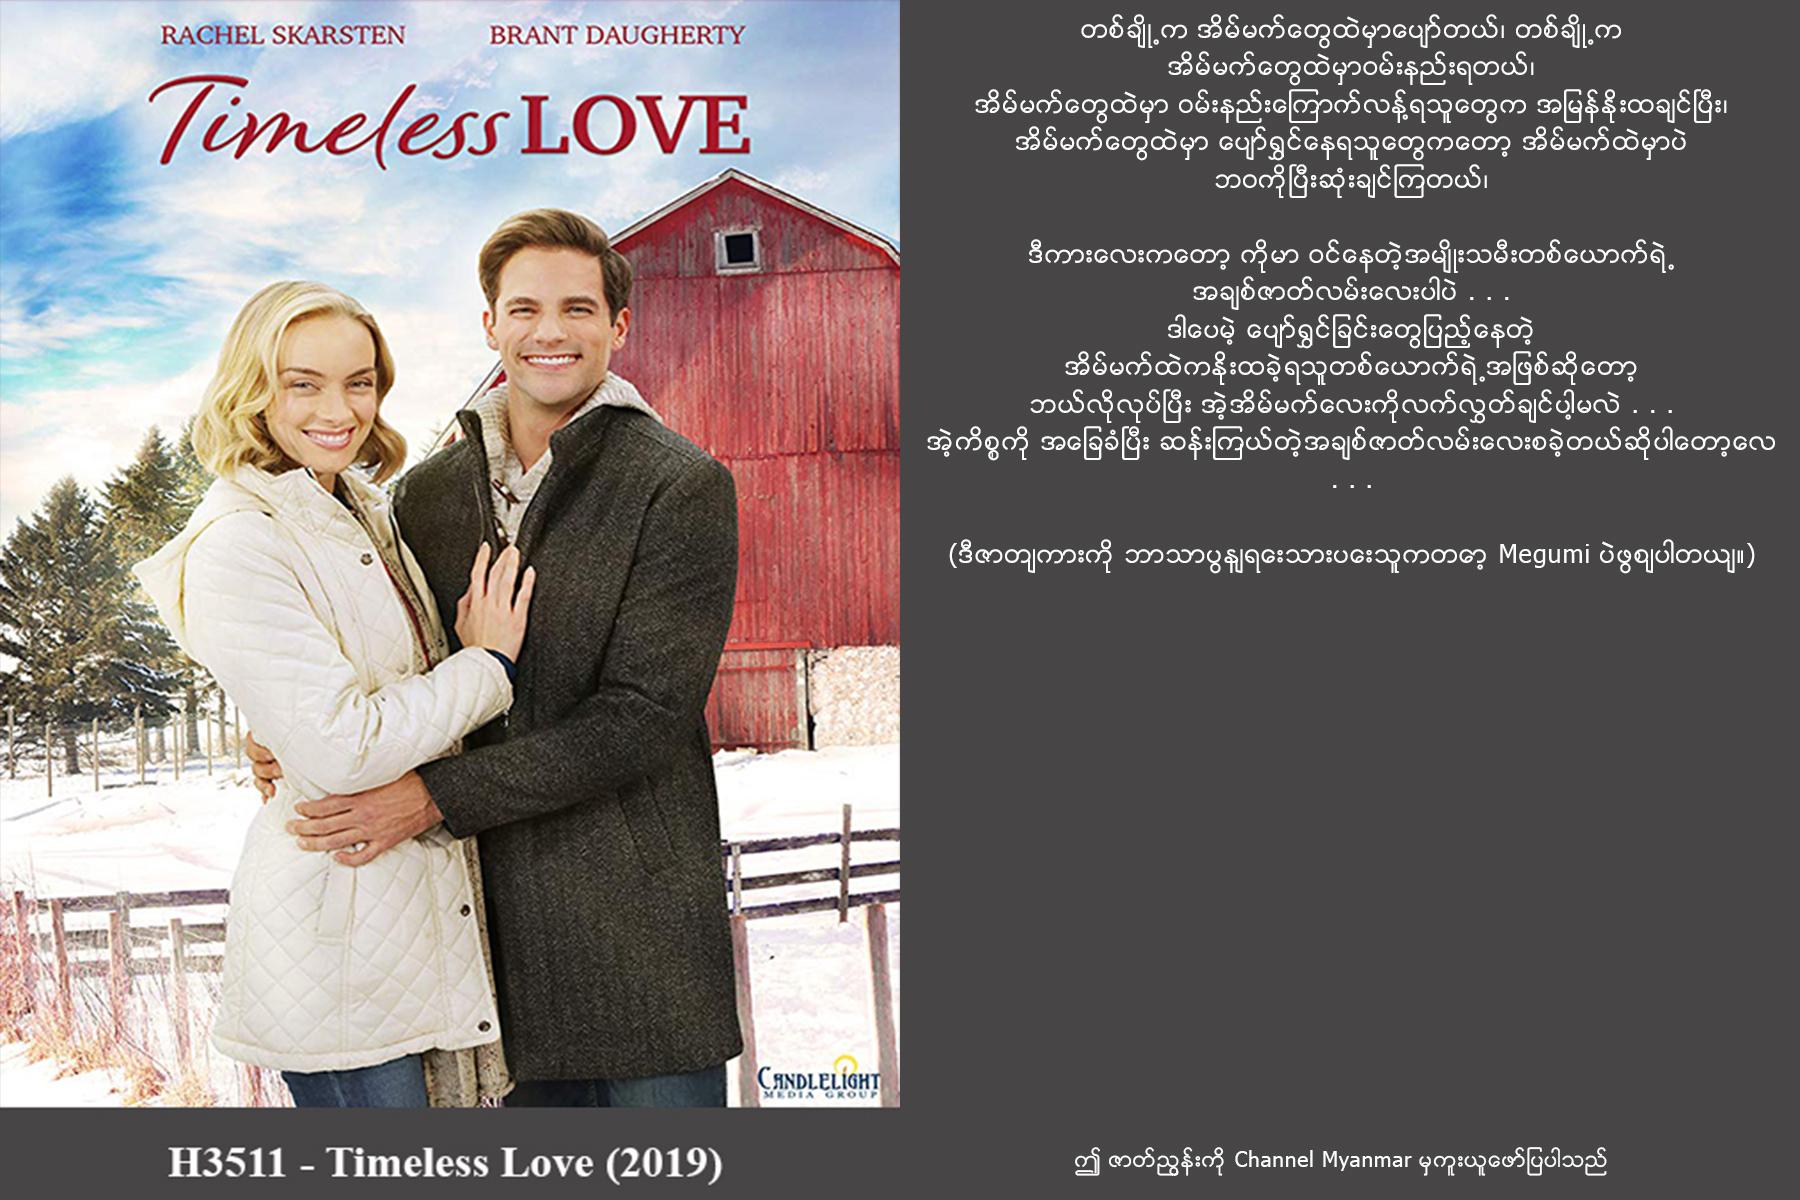 RACHEL SKARSTEN BRANT DAUGHERTY
Timeless LOVE
CANDLELIGHT
MEDIA GROUP
H3511 - Timeless Love (2019)
တစ်ချို့က အိမ်မက်တွေထဲမှာပျော်တယ်၊ တစ်ချို့က
အိမ်မက်တွေထဲမှာဝမ်းနည်းရတယ်၊
အိမ်မက်တွေထဲမှာ ဝမ်းနည်းကြောက်လန့်ရသူတွေက အမြန်နိုးထချင်ပြီး၊
အိမ်မက်တွေထဲမှာ ပျော်ရွှင်နေရသူတွေကတော့ အိမ်မက်ထဲမှာပဲ
ဘဝကိုပြီးဆုံးချင်ကြတယ်၊
ဒီကားလေးကတော့ ကိုမာ ဝင်နေတဲ့အမျိုးသမီးတစ်ယောက်ရဲ့
အချစ်ဇာတ်လမ်းလေးပါပဲ . . .
ဒါပေမဲ့ ပျော်ရွှင်ခြင်းတွေပြည့်နေတဲ့
အိမ်မက်ထဲကနိုးထခဲ့ရသူတစ်ယောက်ရဲ့အဖြစ်ဆိုတော့
ဘယ်လိုလုပ်ပြီး အဲ့အိမ်မက်လေးကိုလက်လွှတ်ချင်ပါ့မလဲ . . .
အဲ့ကိစ္စကို အခြေခံပြီး ဆန်းကြယ်တဲ့အချစ်ဇာတ်လမ်းလေးစခဲ့တယ်ဆိုပါတော့လေ
. . .
(ဒီဇာတျကားကို ဘာသာပွနျရေးသားပေးသူကတော့ Megumi ပဲဖွစျပါတယျ။)
ဤ ဇာတ်ညွှန်းကို Channel Myanmar မှကူးယူဖော်ပြပါသည်